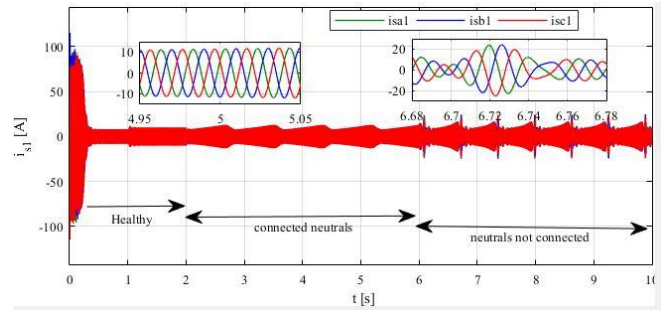 isa1 isb1 isc1
100
50
0
-50
-100
i_s1 [A]
10
0
-10
4.95 5 5.05
20
0
-20
6.68 6.7 6.72 6.74 6.76 6.78
Healthy
connected neutrals
neutrals not connected
0 1 2 3 4 5 6 7 8 9 10
t [s]